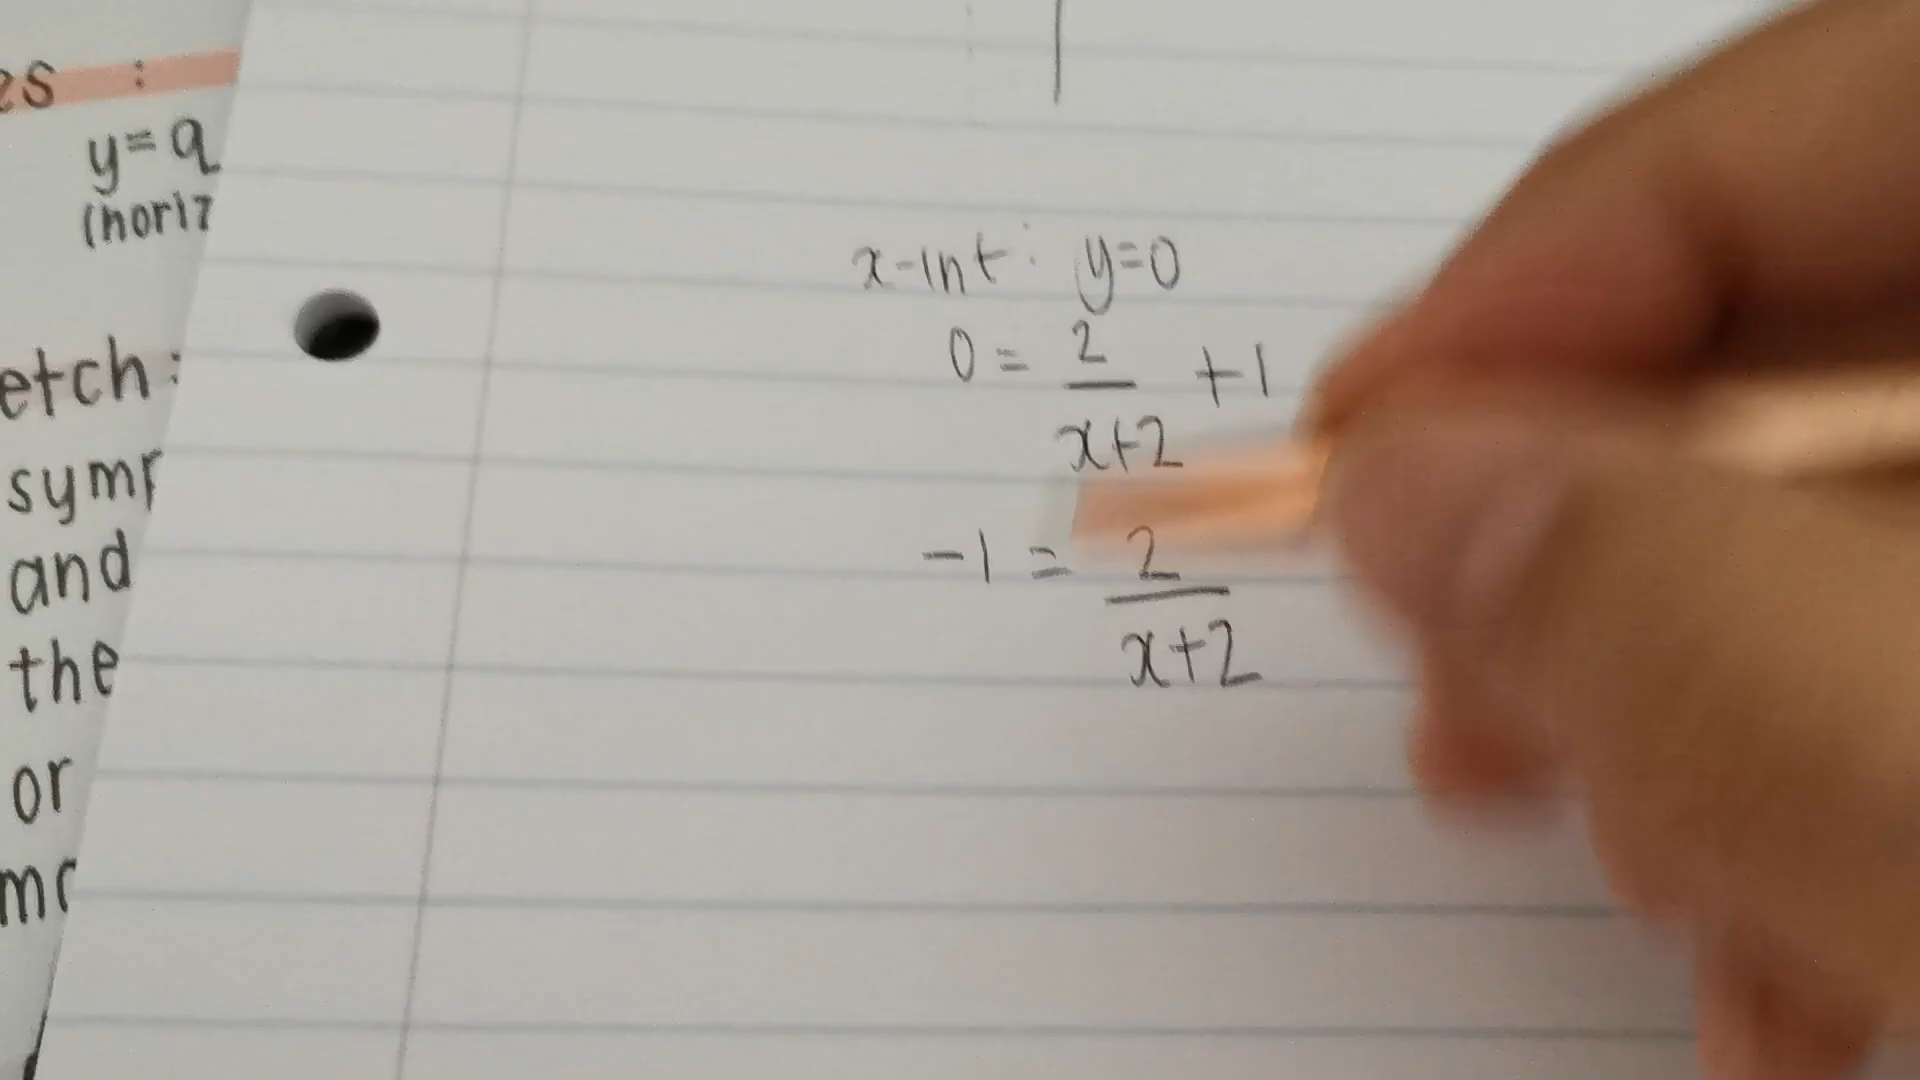 es :
y=q
(horiz
etch:
symp
and
the
or
x-int: y=0
0 = 2/x+2 +1
-1 = 2/x+2